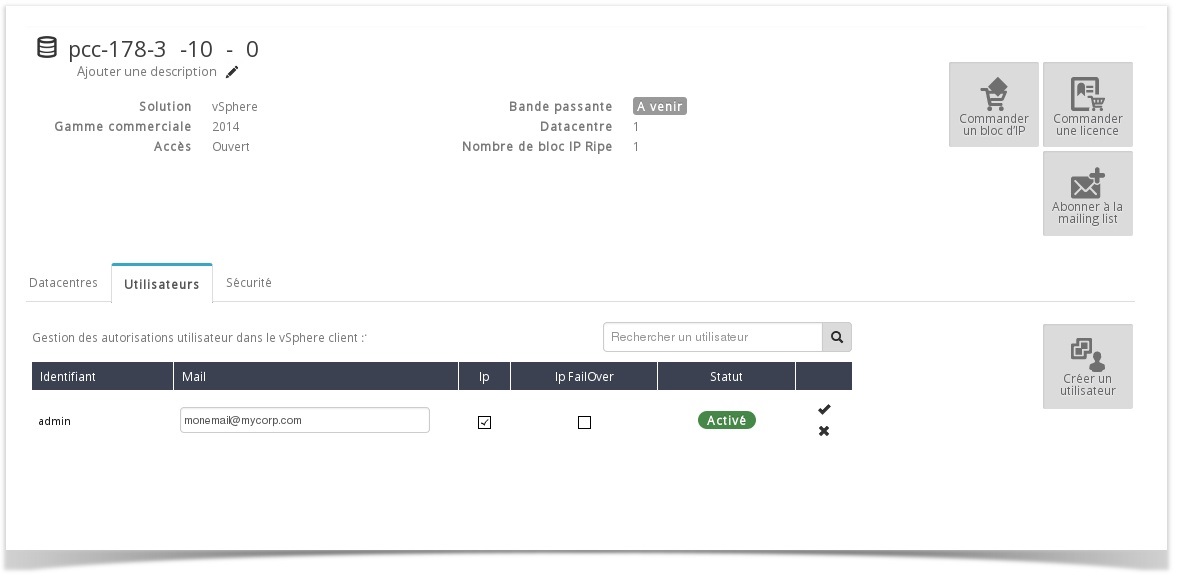 pcc-178-3 -10 - 0
Ajouter une description
Solution vSphere
Gamme commerciale 2014
Accès Ouvert
Bande passante A venir
Datacentre 1
Nombre de bloc IP Ripe 1
Commander
un bloc d'IP
Commander
une licence
Abonner à la
mailing list
Datacentres Utilisateurs Sécurité
Gestion des autorisations utilisateur dans le vSphere client :
Rechercher un utilisateur
Créer un
utilisateur
Identifiant Mail Ip Ip FailOver Statut
admin monemail@mycorp.com Activé